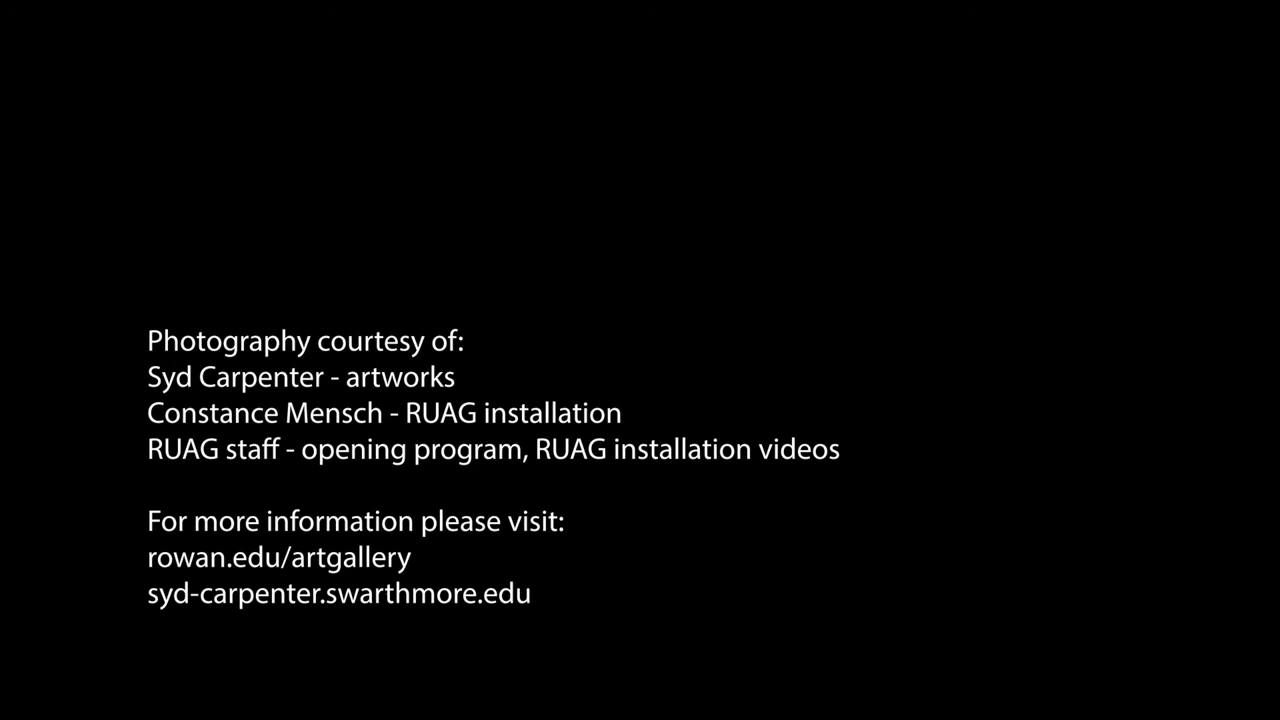 Photography courtesy of:
Syd Carpenter - artworks
Constance Mensch - RUAG installation
RUAG staff - opening program, RUAG installation videos
For more information please visit:
rowan.edu/artgallery
syd-carpenter.swarthmore.edu